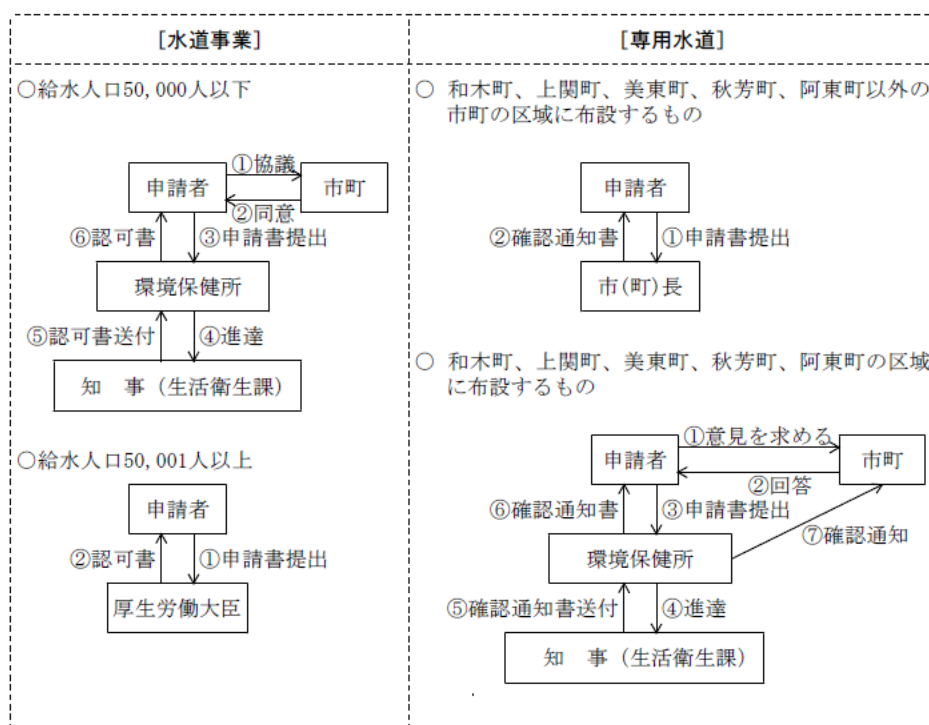 [水道事業]
○給水人口50,000人以下
申請者
①協議
市町
②同意
⑥認可書
③申請書提出
環境保健所
⑤認可書送付
④進達
知　事（生活衛生課）
○給水人口50,001人以上
申請者
②認可書
①申請書提出
厚生労働大臣
[専用水道]
○ 和木町、上関町、美東町、秋芳町、阿東町以外の
市町の区域に布設するもの
申請者
②確認通知書
①申請書提出
市(町)長
○ 和木町、上関町、美東町、秋芳町、阿東町の区域
に布設するもの
①意見を求める
申請者
市町
②回答
⑥確認通知書
③申請書提出
⑦確認通知
環境保健所
⑤確認通知書送付
④進達
知　事（生活衛生課）